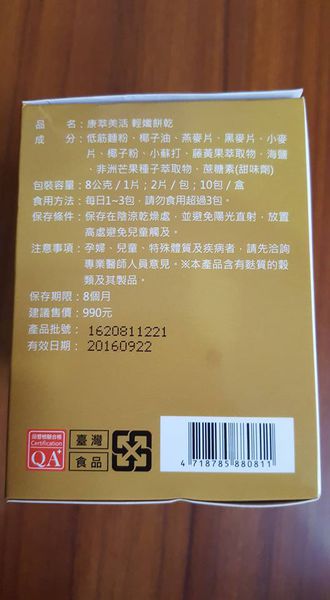 品　名：康萃美活 輕孅餅乾
成　分：低筋麵粉、椰子油、燕麥片、黑麥片、小麥
片、椰子粉、小蘇打、藤黃果萃取物、海鹽
、非洲芒果種子萃取物、蔗糖素(甜味劑)
包裝容量：8公克/1片；2片/包；10包/盒
食用方法：每日1~3包，請勿食用超過3包。
保存條件：保存在陰涼乾燥處，並避免陽光直射，放置
高處避免兒童觸及。
注意事項：孕婦、兒童、特殊體質及疾病者，請先洽詢
專業醫師人員意見。※本產品含有麩質的穀
類及其製品。
保存期限：8個月
建議售價：990元
產品批號： 1620811221
有效日期： 20160922
品管檢驗合格
Certification
QA+
臺灣
食品
4 718785 880811